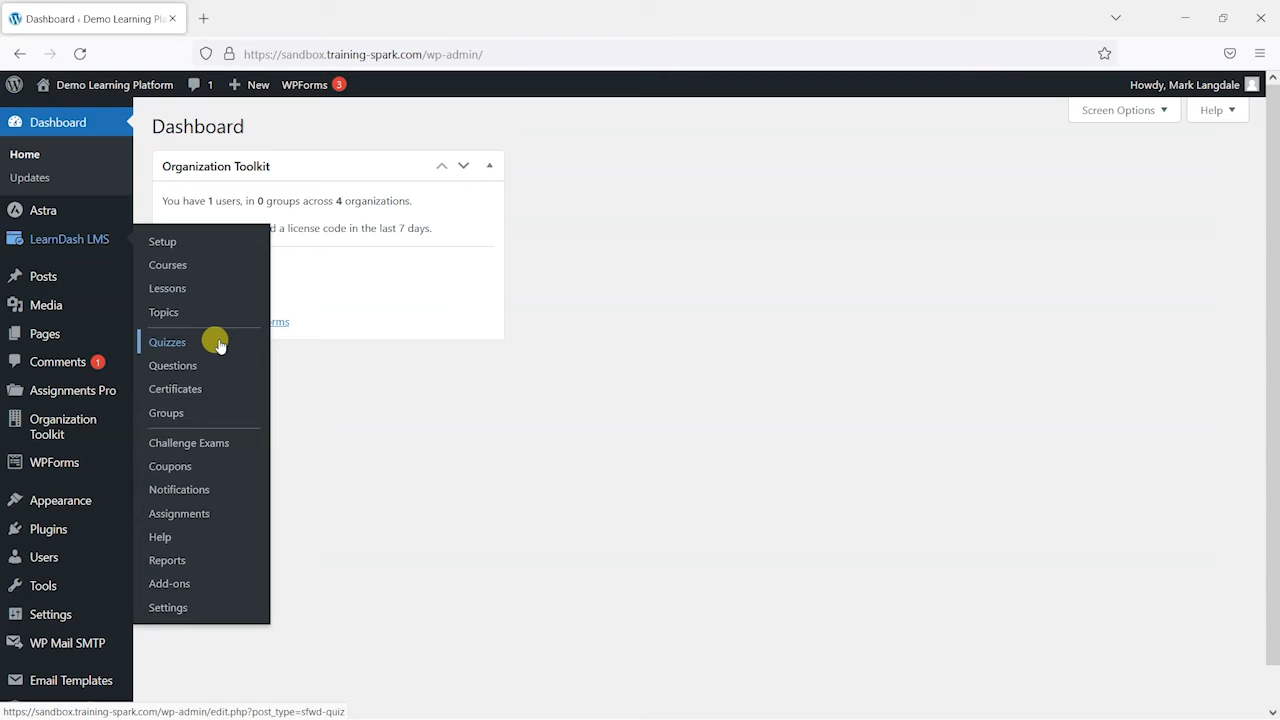 Dashboard ‹ Demo Learning Pla
https://sandbox.training-spark.com/wp-admin/
Demo Learning Platform
1
New
WPForms 3
Howdy, Mark Langdale
Dashboard
Home
Updates
Astra
LearnDash LMS
Posts
Media
Pages
Comments 1
Assignments Pro
Organization
Toolkit
WPForms
Appearance
Plugins
Users
Tools
Settings
WP Mail SMTP
Email Templates
Setup
Courses
Lessons
Topics
Quizzes
Questions
Certificates
Groups
Challenge Exams
Coupons
Notifications
Assignments
Help
Reports
Add-ons
Settings
Dashboard
Screen Options
Help
Organization Toolkit
You have 1 users, in 0 groups across 4 organizations.
d a license code in the last 7 days.
rms
https://sandbox.training-spark.com/wp-admin/edit.php?post_type=sfwd-quiz